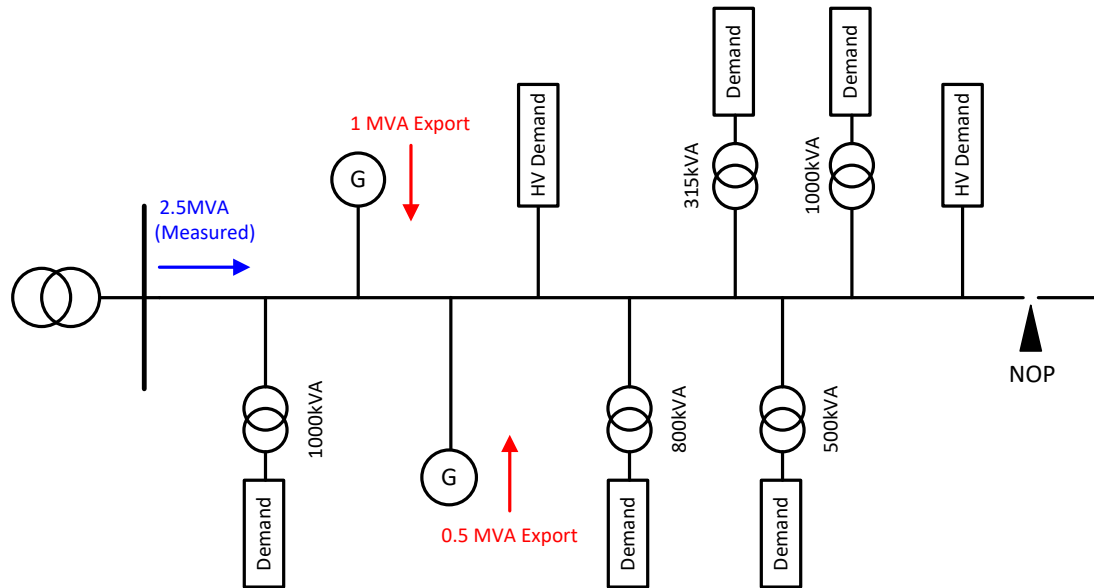 Demand
Demand
HV Demand
HV Demand
1 MVA Export
315kVA
1000kVA
G
2.5MVA
(Measured)
NOP
1000kVA
800kVA
500kVA
G
Demand
0.5 MVA Export
Demand
Demand